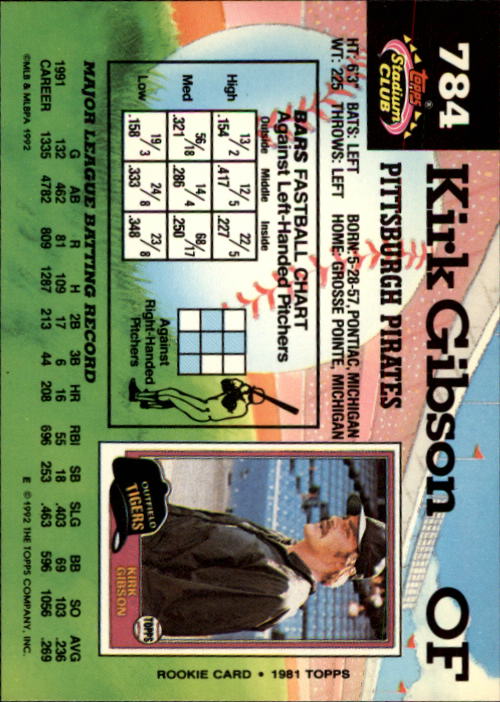 784
topps
Stadium
CLUB
Kirk Gibson OF
PITTSBURGH PIRATES
HT: 6'3" BATS: LEFT BORN: 5-28-57, PONTIAC, MICHIGAN
WT: 225 THROWS: LEFT HOME: GROSSE POINTE, MICHIGAN
BARS FASTBALL CHART
Against Left-Handed Pitchers
Outside Middle Inside
High 13/2 12/5 22/5
.154 .417 .227
Med 56/18 14/4 68/17
.321 .286 .250
Low 19/3 24/8 23/8
.158 .333 .348
Against
Right-Handed
Pitchers
OUTFIELD
TIGERS
KIRK
GIBSON
TOPPS
ROOKIE CARD • 1981 TOPPS
MAJOR LEAGUE BATTING RECORD
G AB R H 2B 3B HR RBI SB SLG BB SO AVG
1991 132 462 81 109 17 6 16 55 18 .403 69 103 .236
CAREER 1335 4782 809 1287 213 44 208 696 253 .463 596 1056 .269
©MLB & MLBPA 1992 E © 1992 THE TOPPS COMPANY, INC.